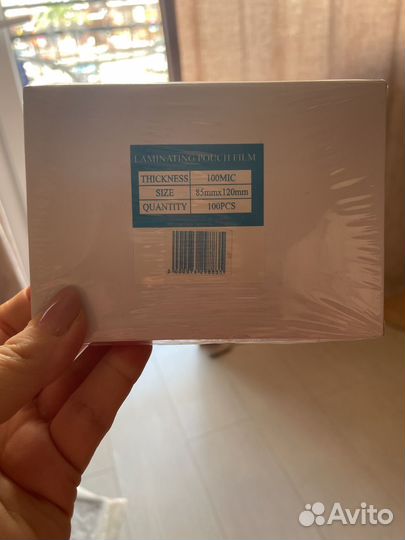 LAMINATING POUCH FILM
THICKNESS 100MIC
SIZE 85mmx120mm
QUANTITY 100PCS
Avito